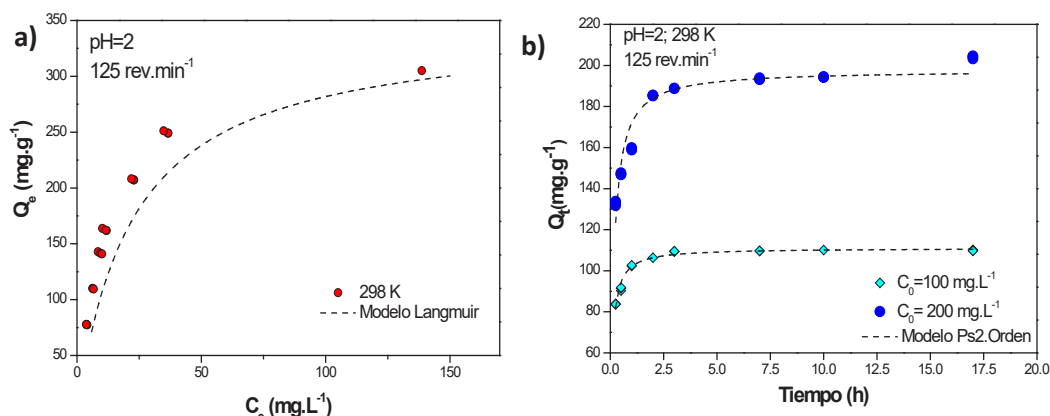 a)
pH=2
125 rev.min⁻¹
Qₑ (mg.g⁻¹)
350
300
250
200
150
100
50
298 K
Modelo Langmuir
0 50 100 150
Cₑ (mg.L⁻¹)
b)
pH=2; 298 K
125 rev.min⁻¹
Qt(mg.g⁻¹)
220
200
180
160
140
120
100
80
60
C₀=100 mg.L⁻¹
C₀= 200 mg.L⁻¹
Modelo Ps2.Orden
0.0 2.5 5.0 7.5 10.0 12.5 15.0 17.5 20.0
Tiempo (h)